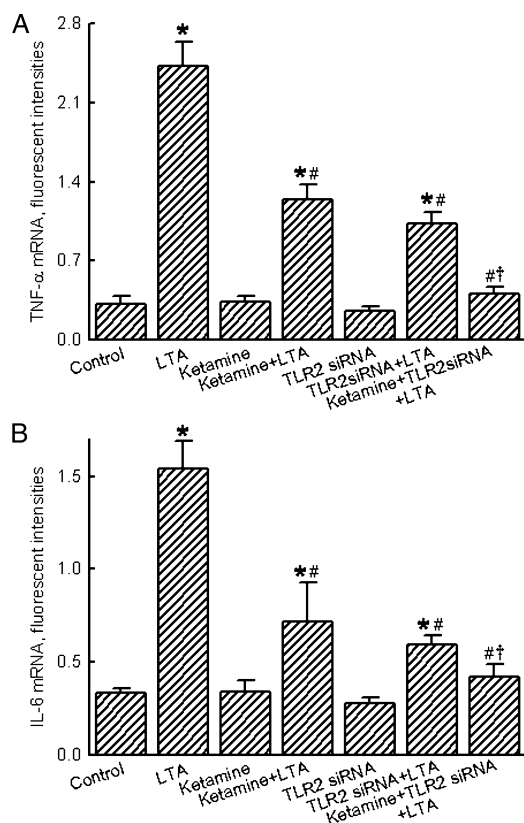 A
TNF-α mRNA, fluorescent intensities
2.8
2.1
1.4
0.7
0.0
*
*#
*#
#†
Control
LTA
Ketamine
Ketamine+LTA
TLR2 siRNA
TLR2siRNA+LTA
Ketamine+TLR2siRNA
+LTA
B
IL-6 mRNA, fluorescent intensities
1.5
1.0
0.5
0.0
*
*#
*#
#†
Control
LTA
Ketamine
Ketamine+LTA
TLR2 siRNA
TLR2 siRNA+LTA
Ketamine+TLR2 siRNA
+LTA